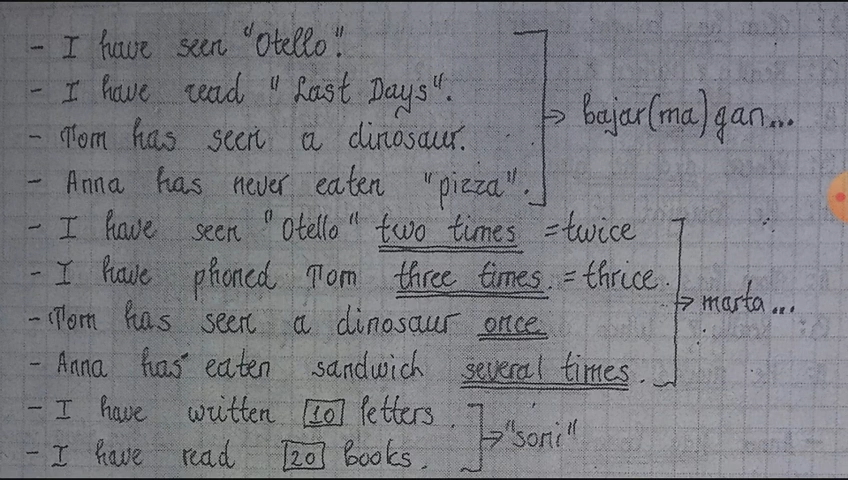 - I have seen "Otello".
- I have read "Last Days".
- Tom has seen a dinosaur.
- Anna has never eaten "pizza".
bajar(ma)gan...
- I have seen "Otello" two times = twice
- I have phoned Tom three times. = thrice.
- Tom has seen a dinosaur once.
- Anna has eaten sandwich several times.
marta...
- I have written 10 letters.
- I have read 20 books.
"soni"